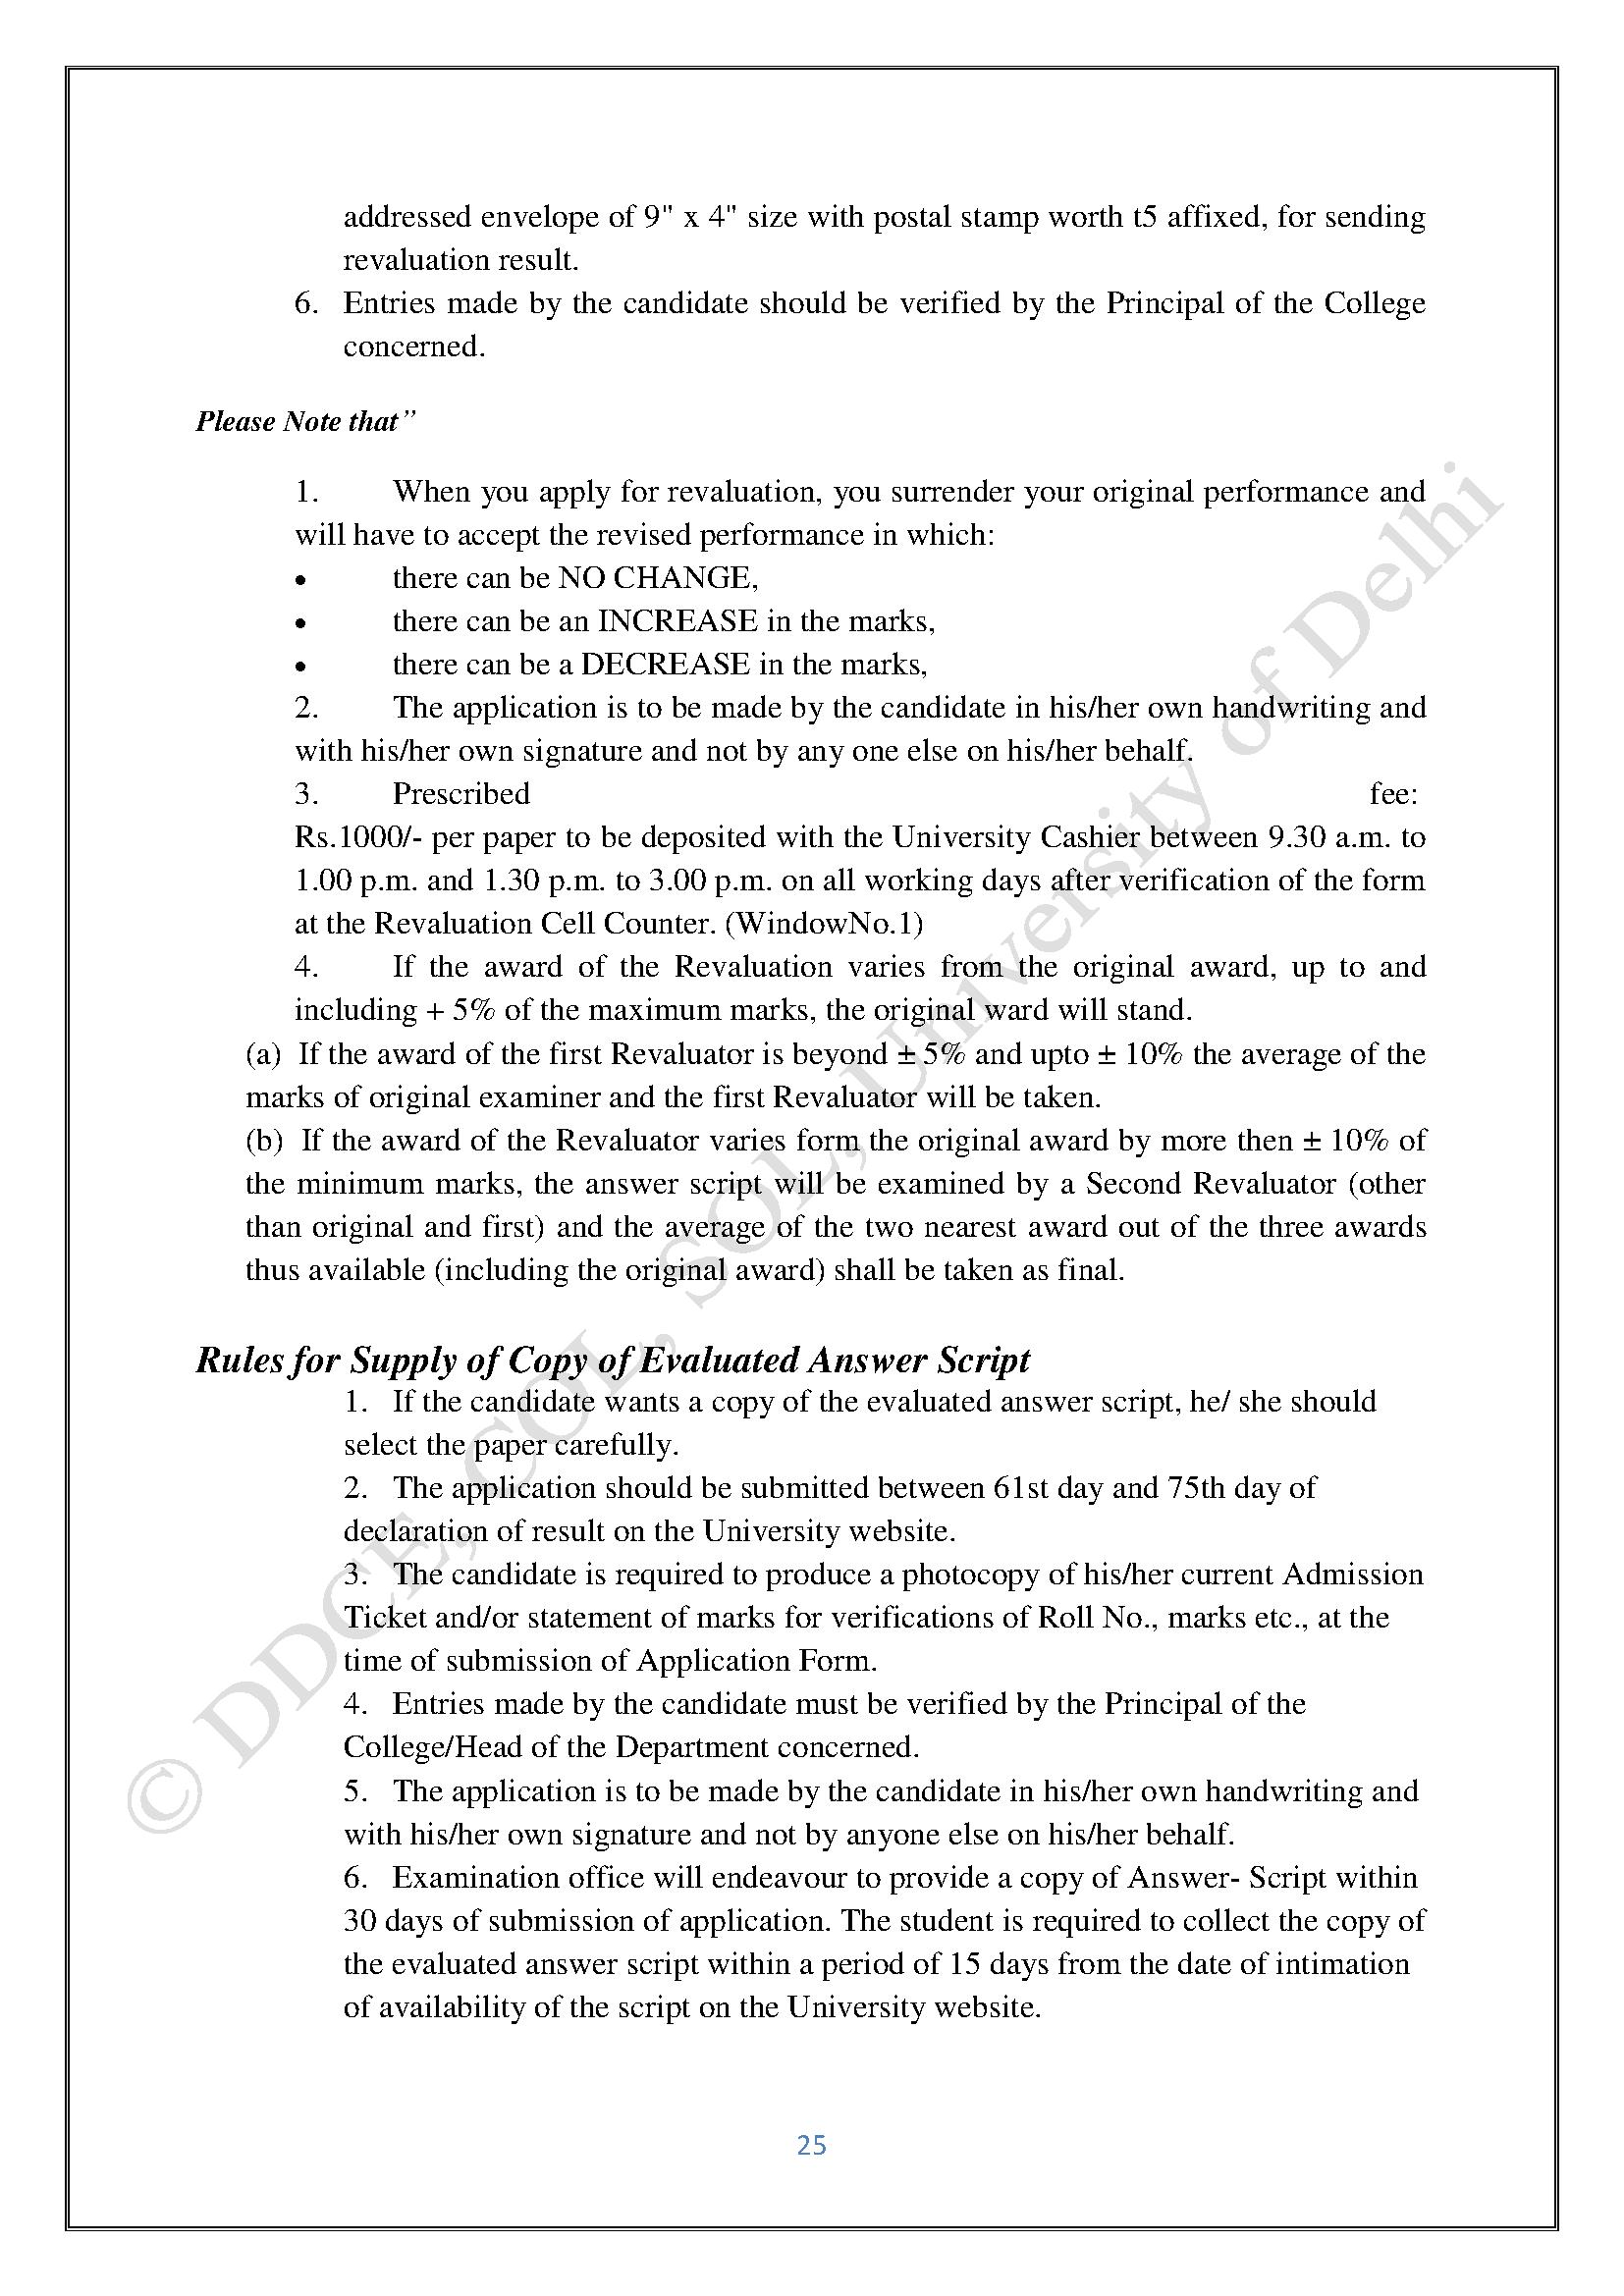 addressed envelope of 9" x 4" size with postal stamp worth t5 affixed, for sending
revaluation result.
6. Entries made by the candidate should be verified by the Principal of the College
concerned.
Please Note that”
1. When you apply for revaluation, you surrender your original performance and
will have to accept the revised performance in which:
• there can be NO CHANGE,
• there can be an INCREASE in the marks,
• there can be a DECREASE in the marks,
2. The application is to be made by the candidate in his/her own handwriting and
with his/her own signature and not by any one else on his/her behalf.
3. Prescribed fee:
Rs.1000/- per paper to be deposited with the University Cashier between 9.30 a.m. to
1.00 p.m. and 1.30 p.m. to 3.00 p.m. on all working days after verification of the form
at the Revaluation Cell Counter. (WindowNo.1)
4. If the award of the Revaluation varies from the original award, up to and
including + 5% of the maximum marks, the original ward will stand.
(a) If the award of the first Revaluator is beyond ± 5% and upto ± 10% the average of the
marks of original examiner and the first Revaluator will be taken.
(b) If the award of the Revaluator varies form the original award by more then ± 10% of
the minimum marks, the answer script will be examined by a Second Revaluator (other
than original and first) and the average of the two nearest award out of the three awards
thus available (including the original award) shall be taken as final.
Rules for Supply of Copy of Evaluated Answer Script
1. If the candidate wants a copy of the evaluated answer script, he/ she should
select the paper carefully.
2. The application should be submitted between 61st day and 75th day of
declaration of result on the University website.
3. The candidate is required to produce a photocopy of his/her current Admission
Ticket and/or statement of marks for verifications of Roll No., marks etc., at the
time of submission of Application Form.
4. Entries made by the candidate must be verified by the Principal of the
College/Head of the Department concerned.
5. The application is to be made by the candidate in his/her own handwriting and
with his/her own signature and not by anyone else on his/her behalf.
6. Examination office will endeavour to provide a copy of Answer- Script within
30 days of submission of application. The student is required to collect the copy of
the evaluated answer script within a period of 15 days from the date of intimation
of availability of the script on the University website.
25
© DDCE, COL, SOL, University of Delhi